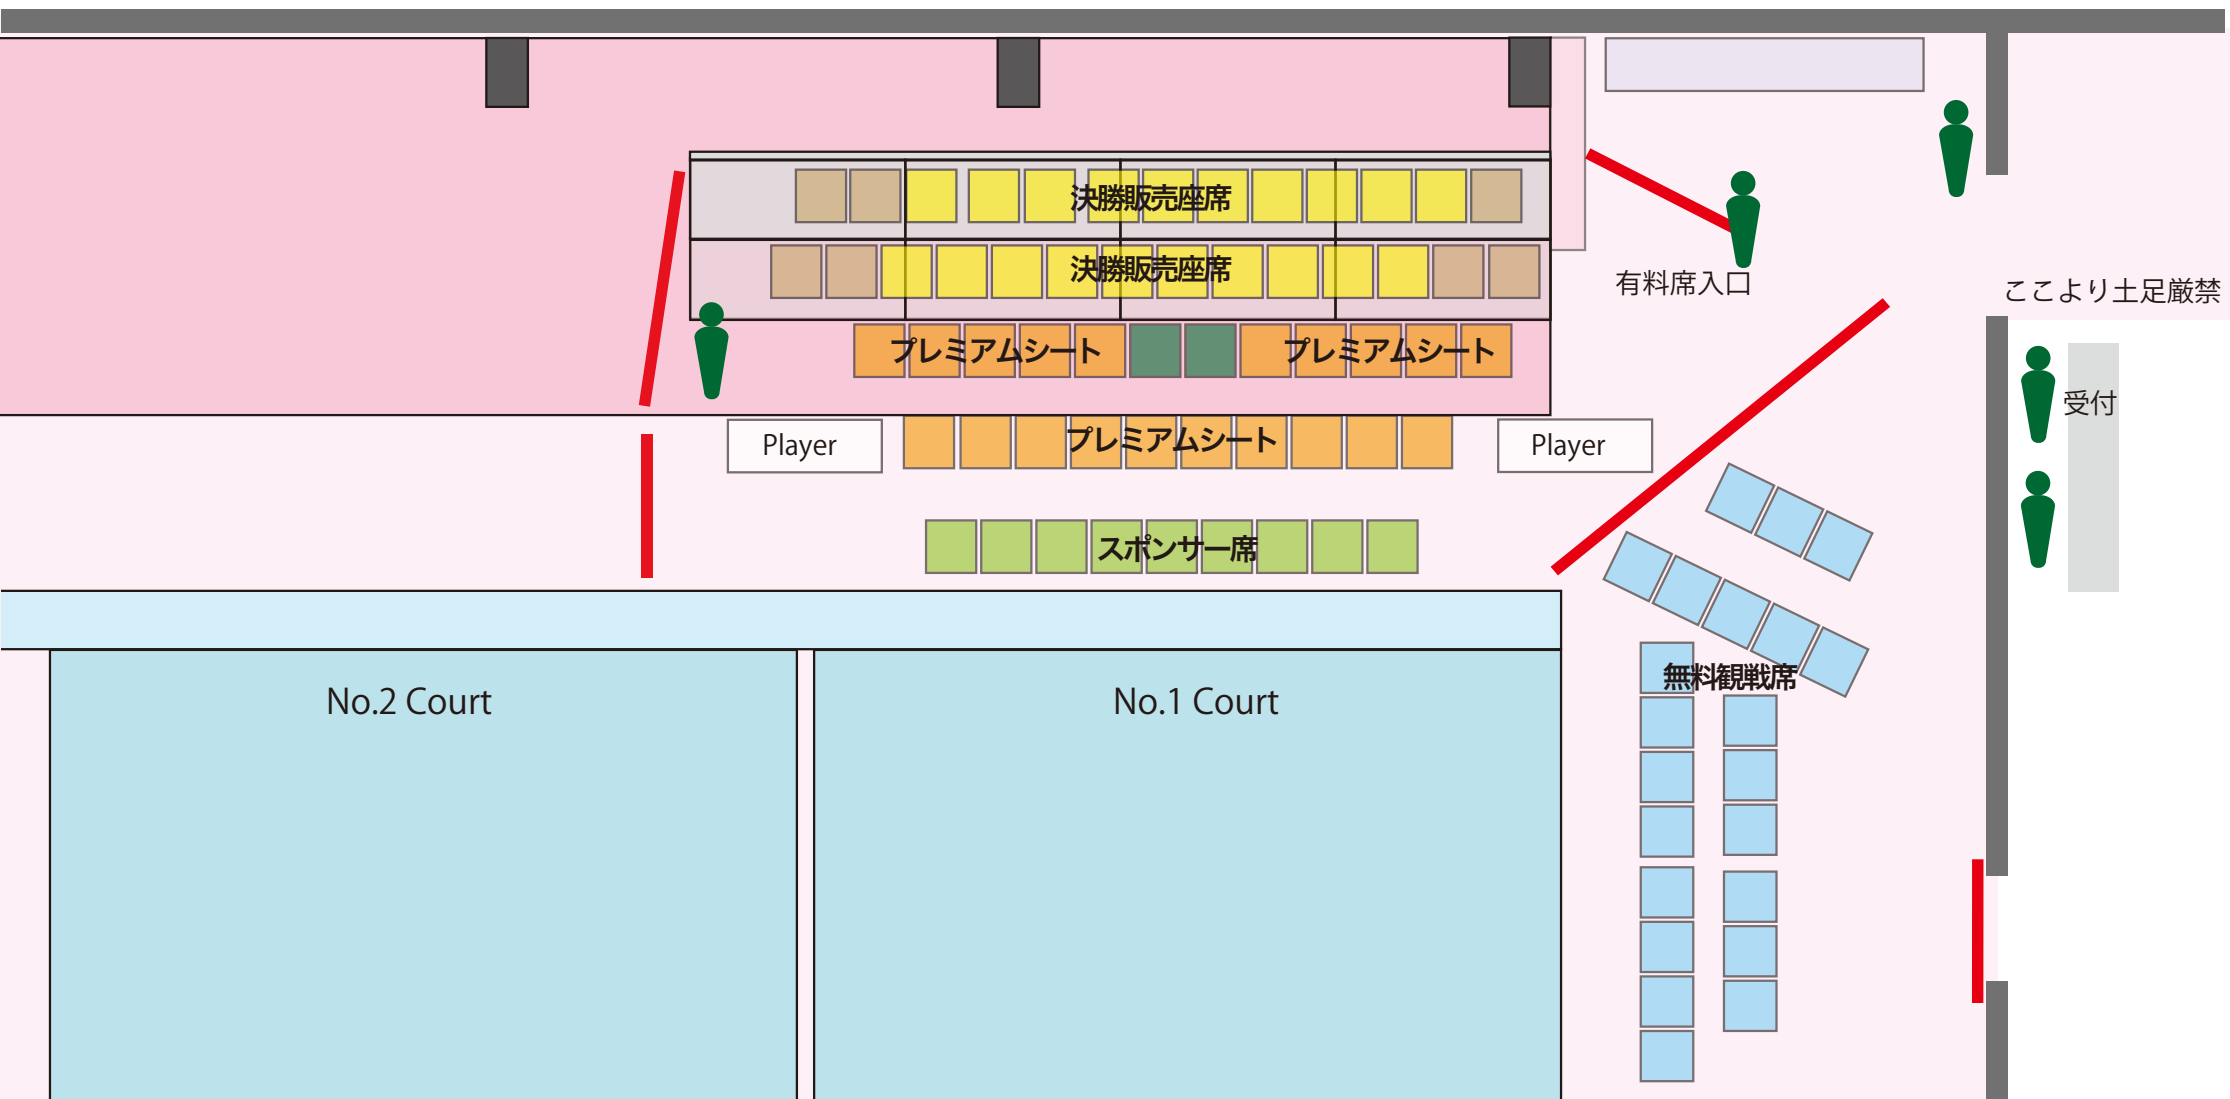 決勝販売座席
決勝販売座席
有料席入口
ここより土足厳禁
プレミアムシート
プレミアムシート
受付
Player
プレミアムシート
Player
スポンサー席
無料観戦席
No.2 Court
No.1 Court